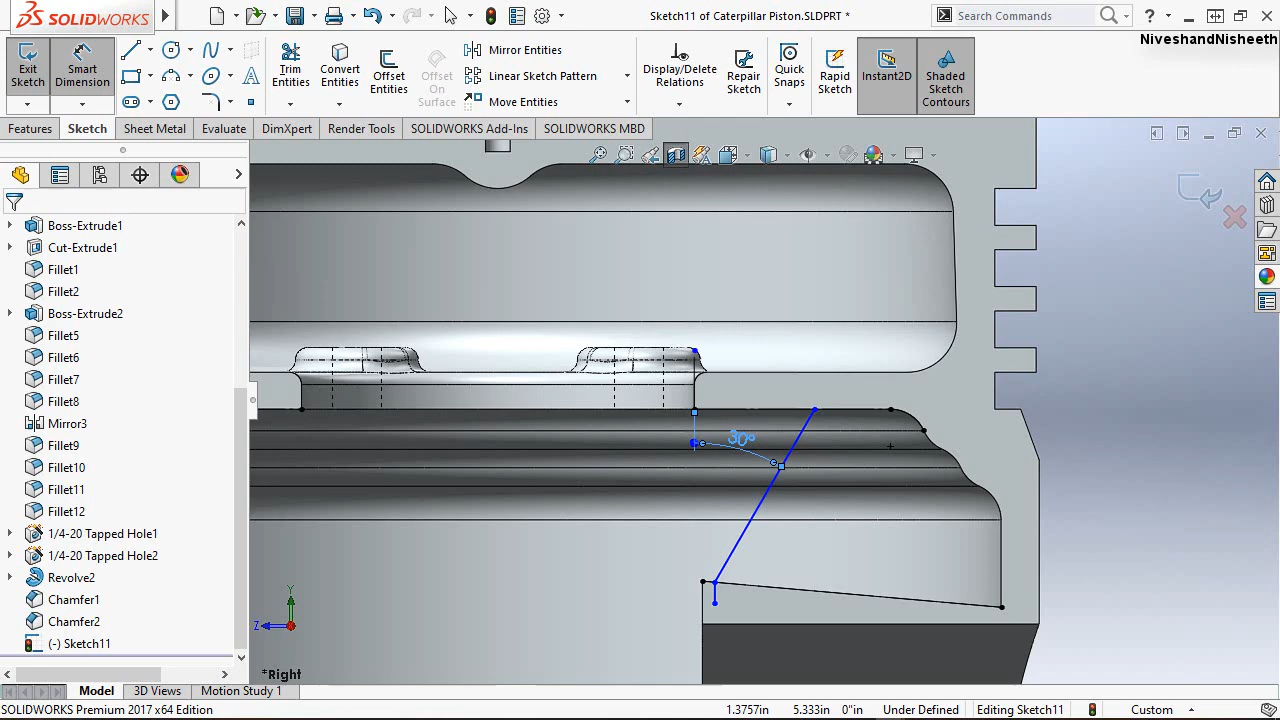 SOLIDWORKS
Sketch11 of Caterpillar Piston.SLDPRT *
Search Commands
?
NiveshandNisheeth
Exit Sketch
Smart Dimension
Trim Entities
Convert Entities
Offset Entities
Offset On Surface
Mirror Entities
Linear Sketch Pattern
Move Entities
Display/Delete Relations
Repair Sketch
Quick Snaps
Rapid Sketch
Instant2D
Shaded Sketch Contours
Features
Sketch
Sheet Metal
Evaluate
DimXpert
Render Tools
SOLIDWORKS Add-Ins
SOLIDWORKS MBD
Boss-Extrude1
Cut-Extrude1
Fillet1
Fillet2
Boss-Extrude2
Fillet5
Fillet6
Fillet7
Fillet8
Mirror3
Fillet9
Fillet10
Fillet11
Fillet12
1/4-20 Tapped Hole1
1/4-20 Tapped Hole2
Revolve2
Chamfer1
Chamfer2
(-) Sketch11
30°
Y
Z
*Right
Model
3D Views
Motion Study 1
SOLIDWORKS Premium 2017 x64 Edition
1.3757in
5.333in
0"in
Under Defined
Editing Sketch11
Custom